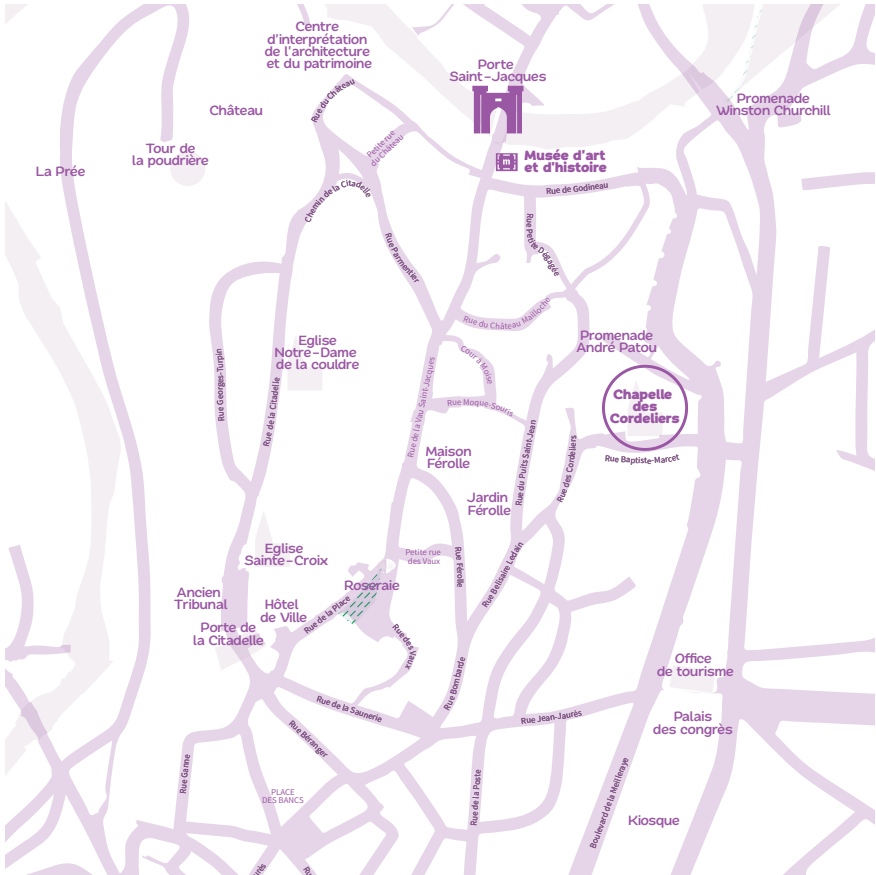 Centre
d'interprétation
de l'architecture
et du patrimoine
Porte
Saint-Jacques
Château
Rue du Château
Promenade
Winston Churchill
Tour de
la poudrière
Petite rue
du Château
La Prée
Musée d'art
et d'histoire
Rue de Godineau
Chemin de la Citadelle
Rue Parmentier
Rue Petite Dégagée
Rue du Château Mailloche
Eglise
Notre-Dame
de la couldre
Promenade
André Patou
Cour à Moïse
Rue Georges-Turpin
Rue de la Citadelle
Rue de la Vau Saint-Jacques
Rue Moque-Souris
Chapelle
des
Cordeliers
Rue Baptiste-Marcet
Maison
Férolle
Rue du Puits Saint-Jean
Rue des Cordeliers
Jardin
Férolle
Eglise
Sainte-Croix
Petite rue
des Vaux
Rue Férolle
Rue Belisaire Ledain
Roseraie
Ancien
Tribunal
Hôtel
de Ville
Rue de la Place
Porte de
la Citadelle
Rue des Vaux
Rue Bombarde
Office
de tourisme
Rue de la Saunerie
Rue Jean-Jaurès
Palais
des congrès
Rue Béranger
Rue Ganne
PLACE
DES BANCS
Rue de la Poste
Boulevard de la Meilleraye
Kiosque